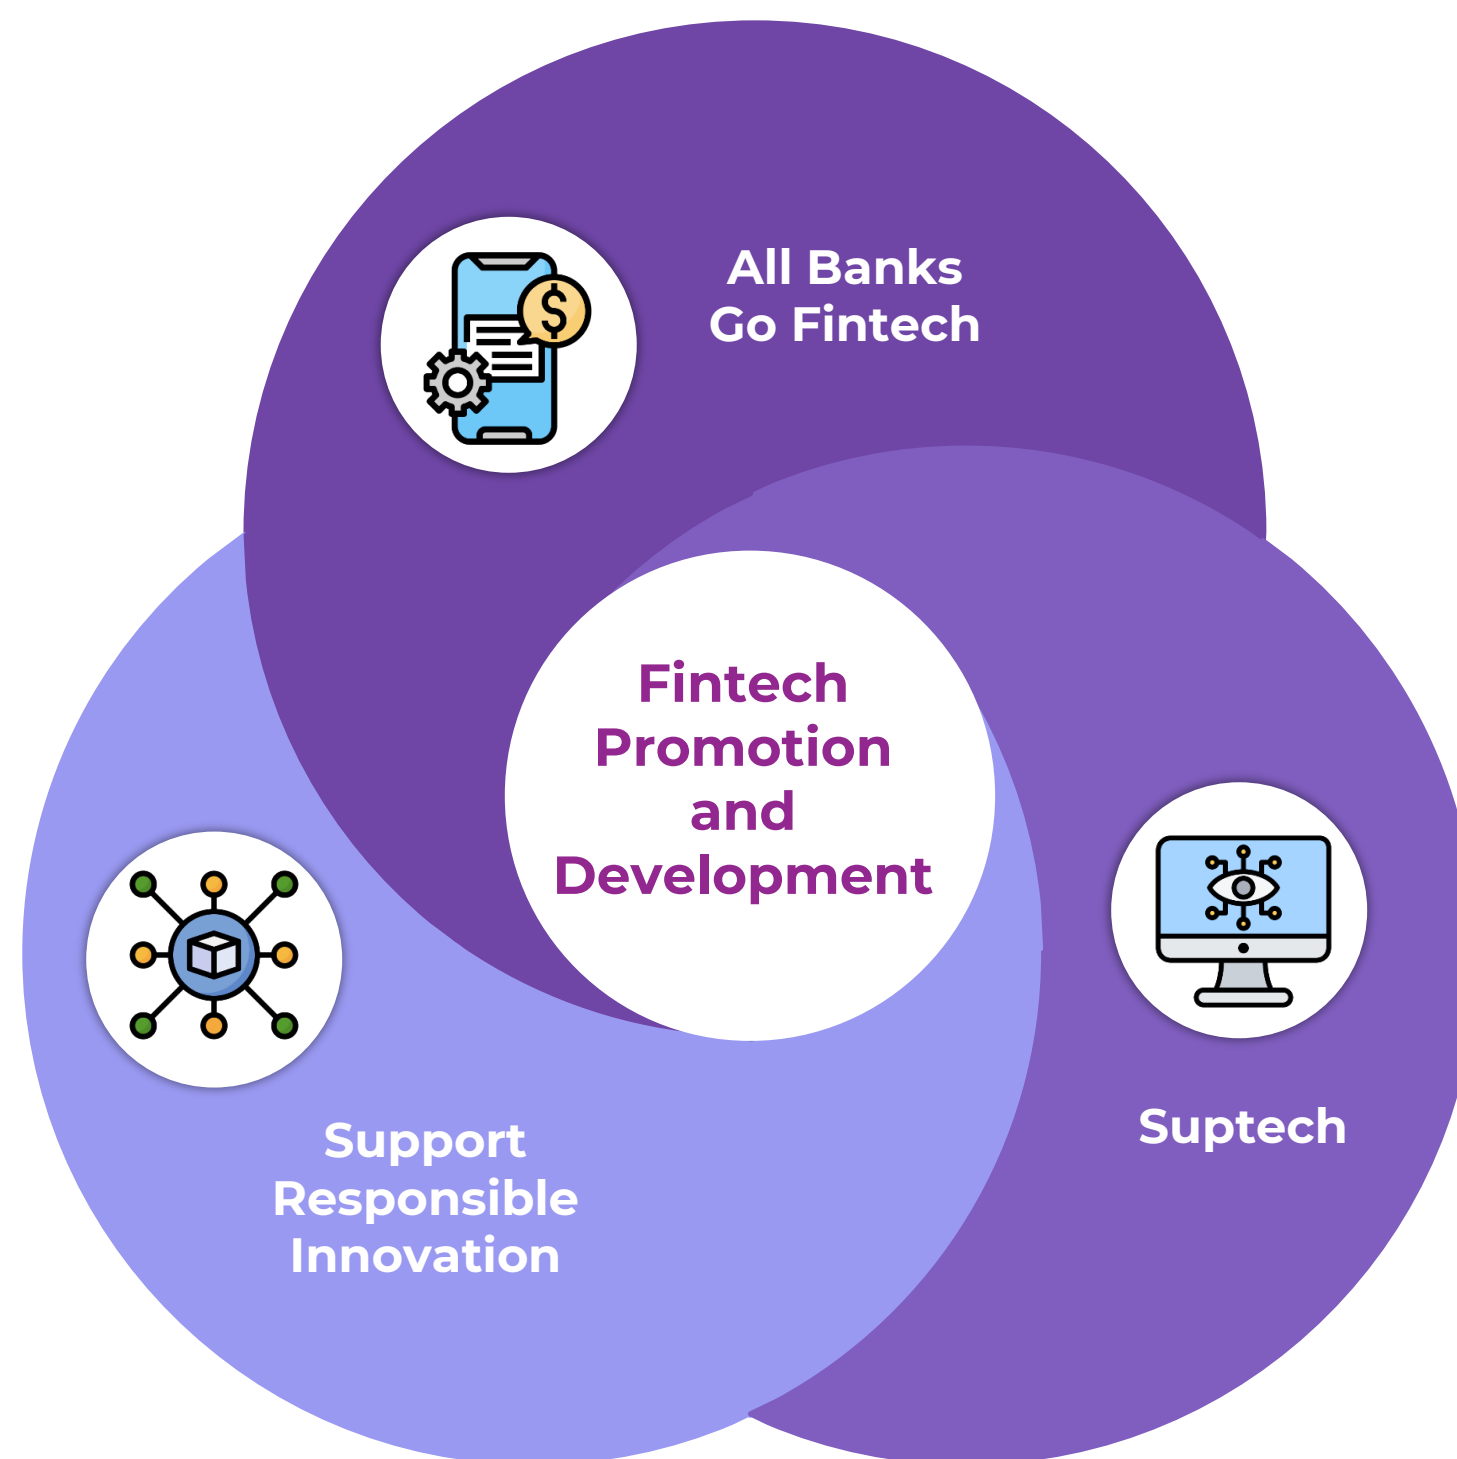 All Banks
Go Fintech
Fintech
Promotion
and
Development
Suptech
Support
Responsible
Innovation